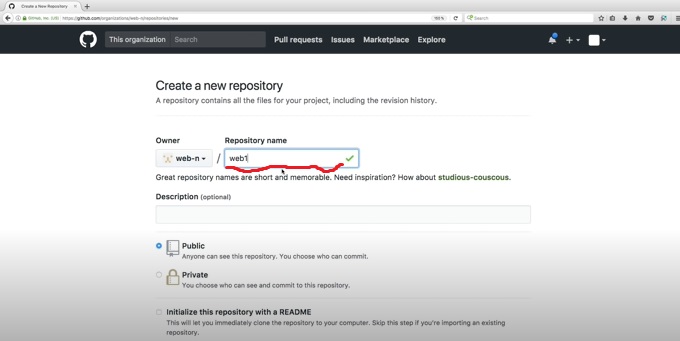 Create a New Repository
GitHub, Inc. (US) https://github.com/organizations/web-n/repositories/new
Search
This organization Search Pull requests Issues Marketplace Explore
Create a new repository
A repository contains all the files for your project, including the revision history.
Owner Repository name
web-n / web1
Great repository names are short and memorable. Need inspiration? How about studious-couscous.
Description (optional)
Public
Anyone can see this repository. You choose who can commit.
Private
You choose who can see and commit to this repository.
Initialize this repository with a README
This will let you immediately clone the repository to your computer. Skip this step if you're importing an existing
repository.